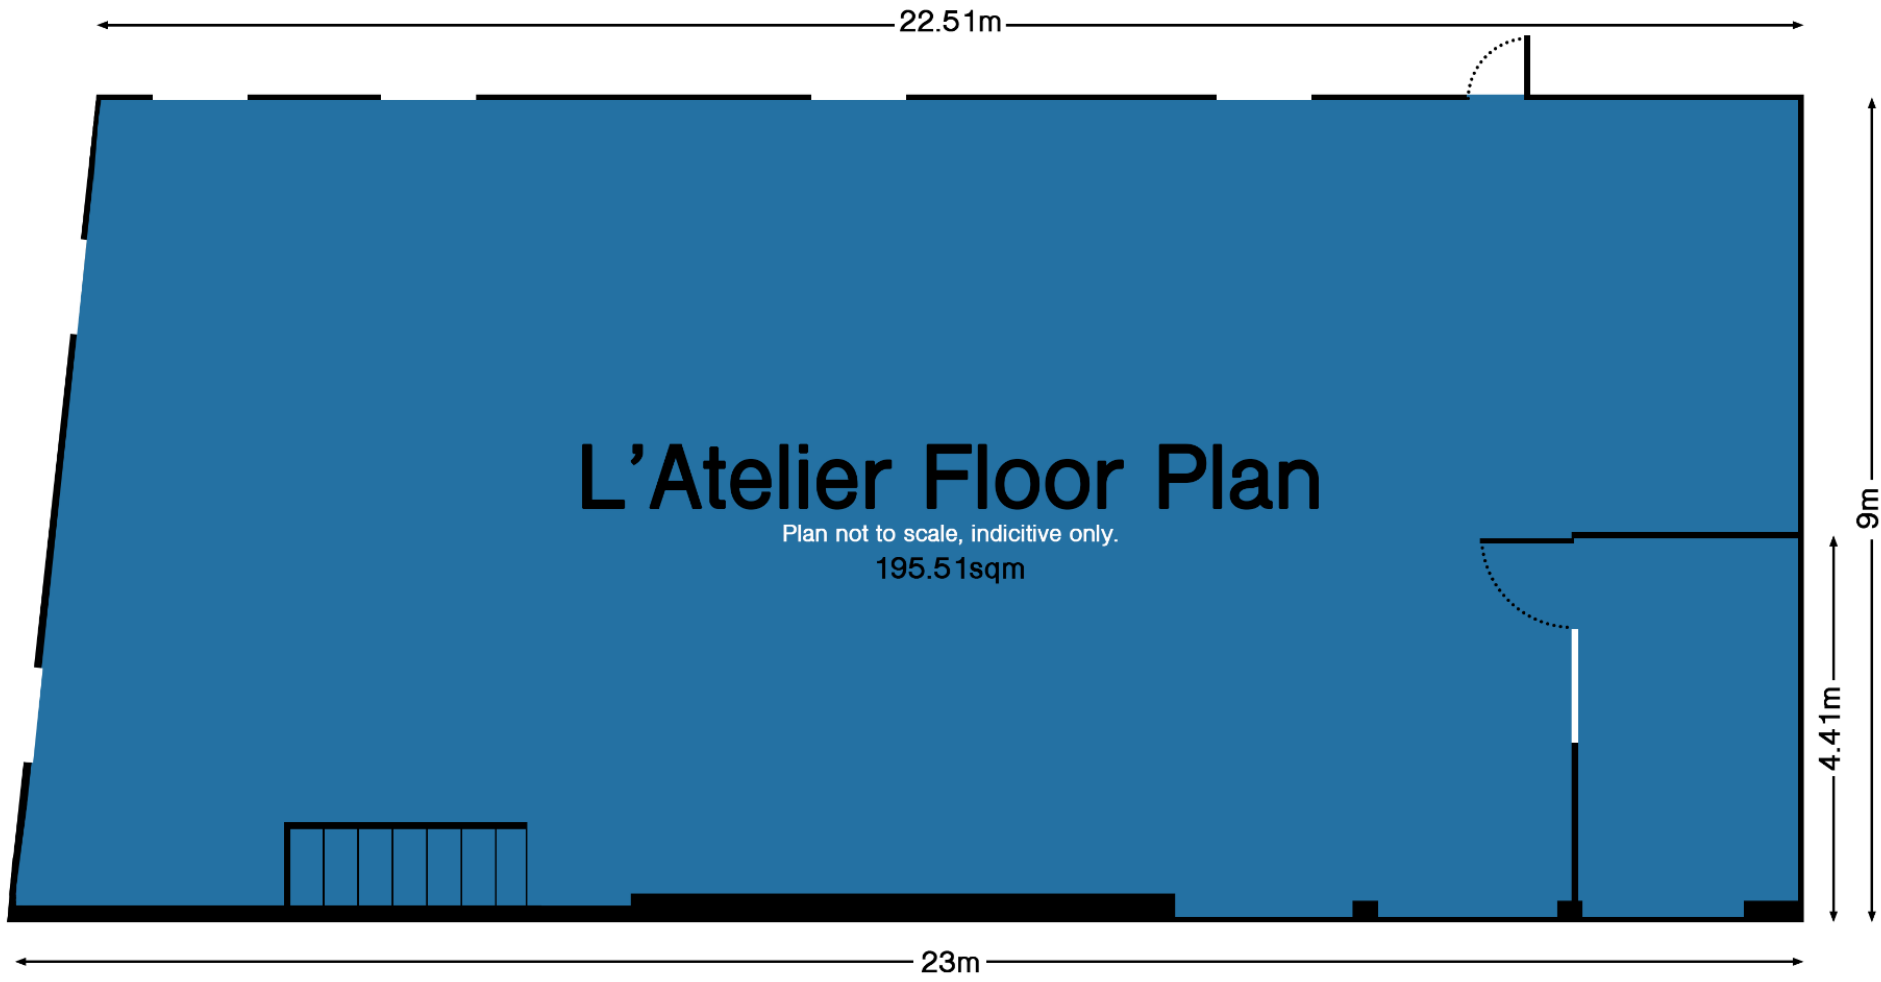 22.51m
L’Atelier Floor Plan
Plan not to scale, indicitive only.
195.51sqm
9m
4.41m
23m